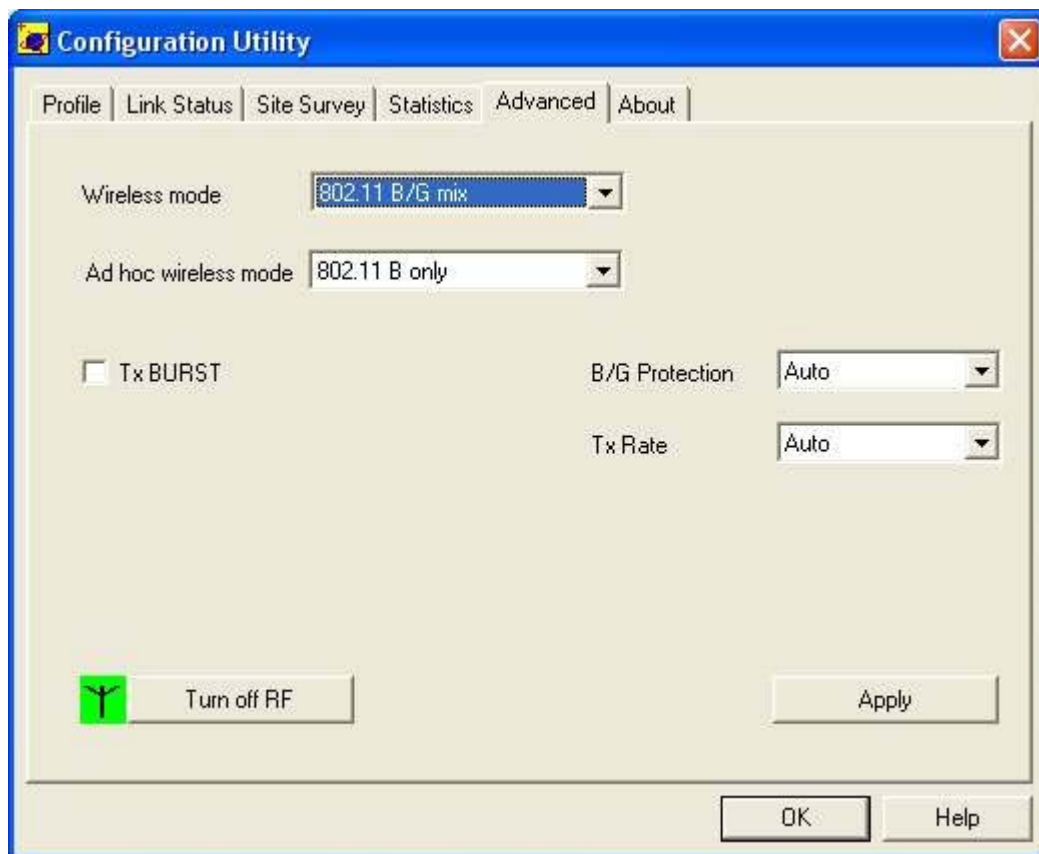 Configuration Utility
Profile Link Status Site Survey Statistics Advanced About
Wireless mode 802.11 B/G mix
Ad hoc wireless mode 802.11 B only
Tx BURST B/G Protection Auto
Tx Rate Auto
Turn off RF Apply
OK Help